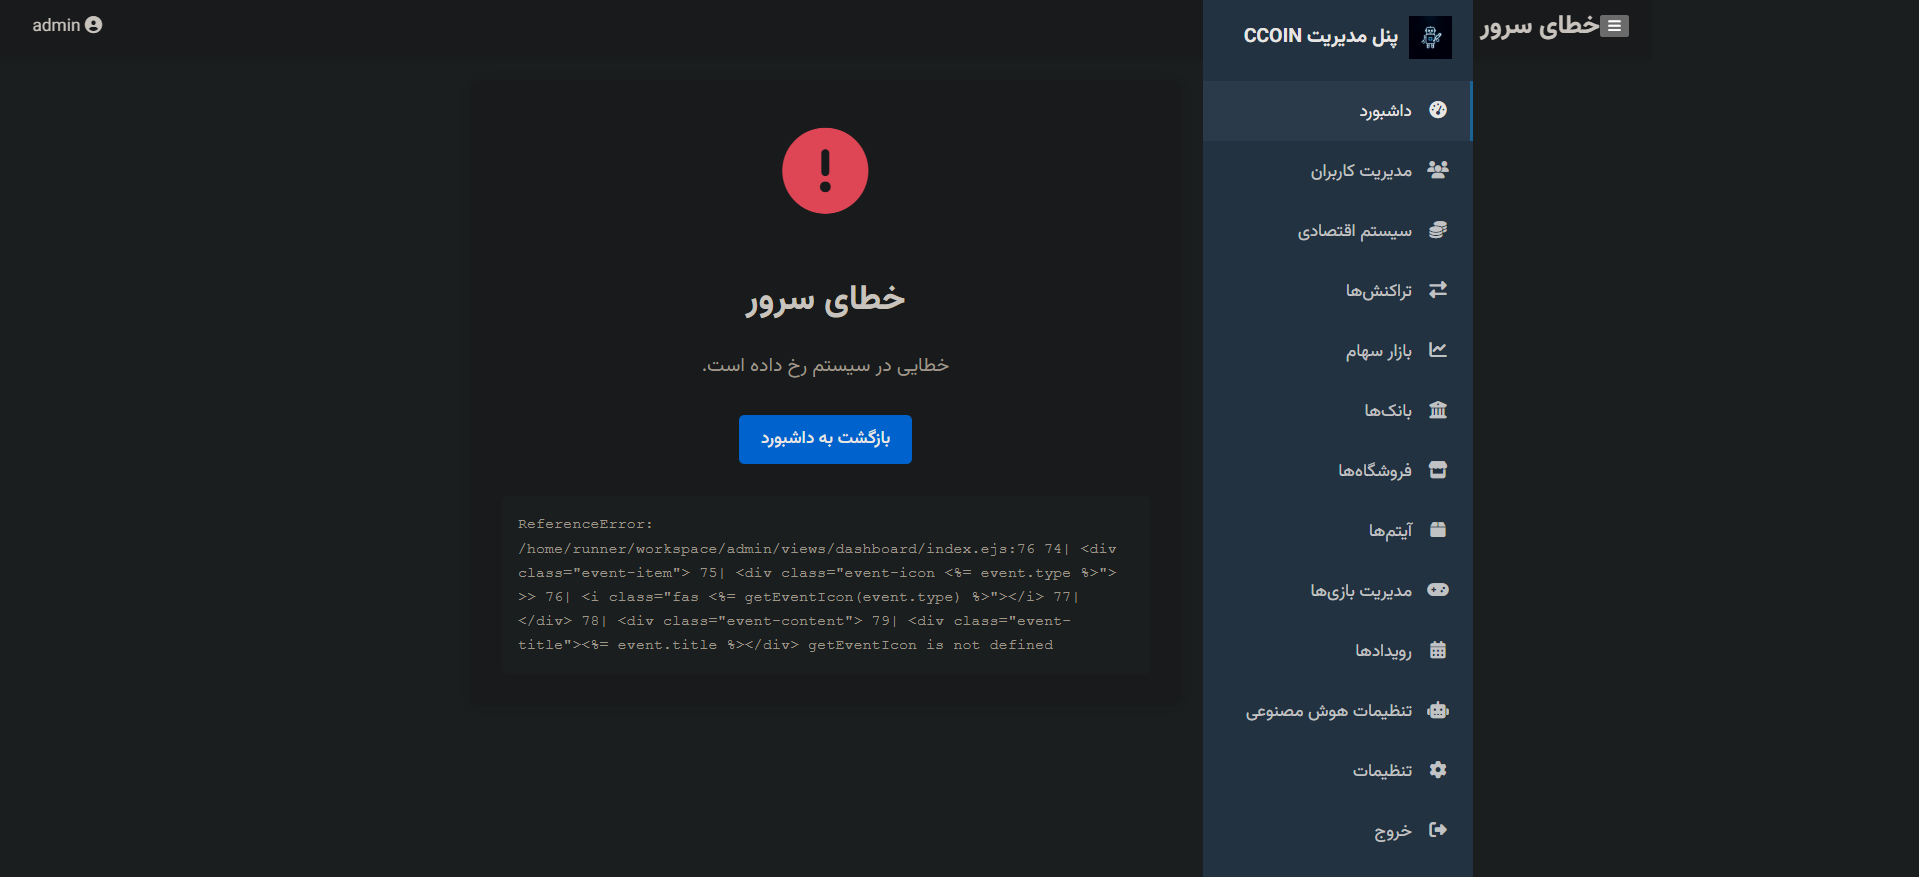 خطای سرور
پنل مدیریت CCOIN
admin
داشبورد
مدیریت کاربران
سیستم اقتصادی
تراکنش‌ها
بازار سهام
بانک‌ها
فروشگاه‌ها
آیتم‌ها
مدیریت بازی‌ها
رویدادها
تنظیمات هوش مصنوعی
تنظیمات
خروج
خطای سرور
خطایی در سیستم رخ داده است.
بازگشت به داشبورد
ReferenceError:
/home/runner/workspace/admin/views/dashboard/index.ejs:76 74| <div
class="event-item"> 75| <div class="event-icon <%= event.type %>">
>> 76| <i class="fas <%= getEventIcon(event.type) %>"></i> 77|
</div> 78| <div class="event-content"> 79| <div class="event-
title"><%= event.title %></div> getEventIcon is not defined